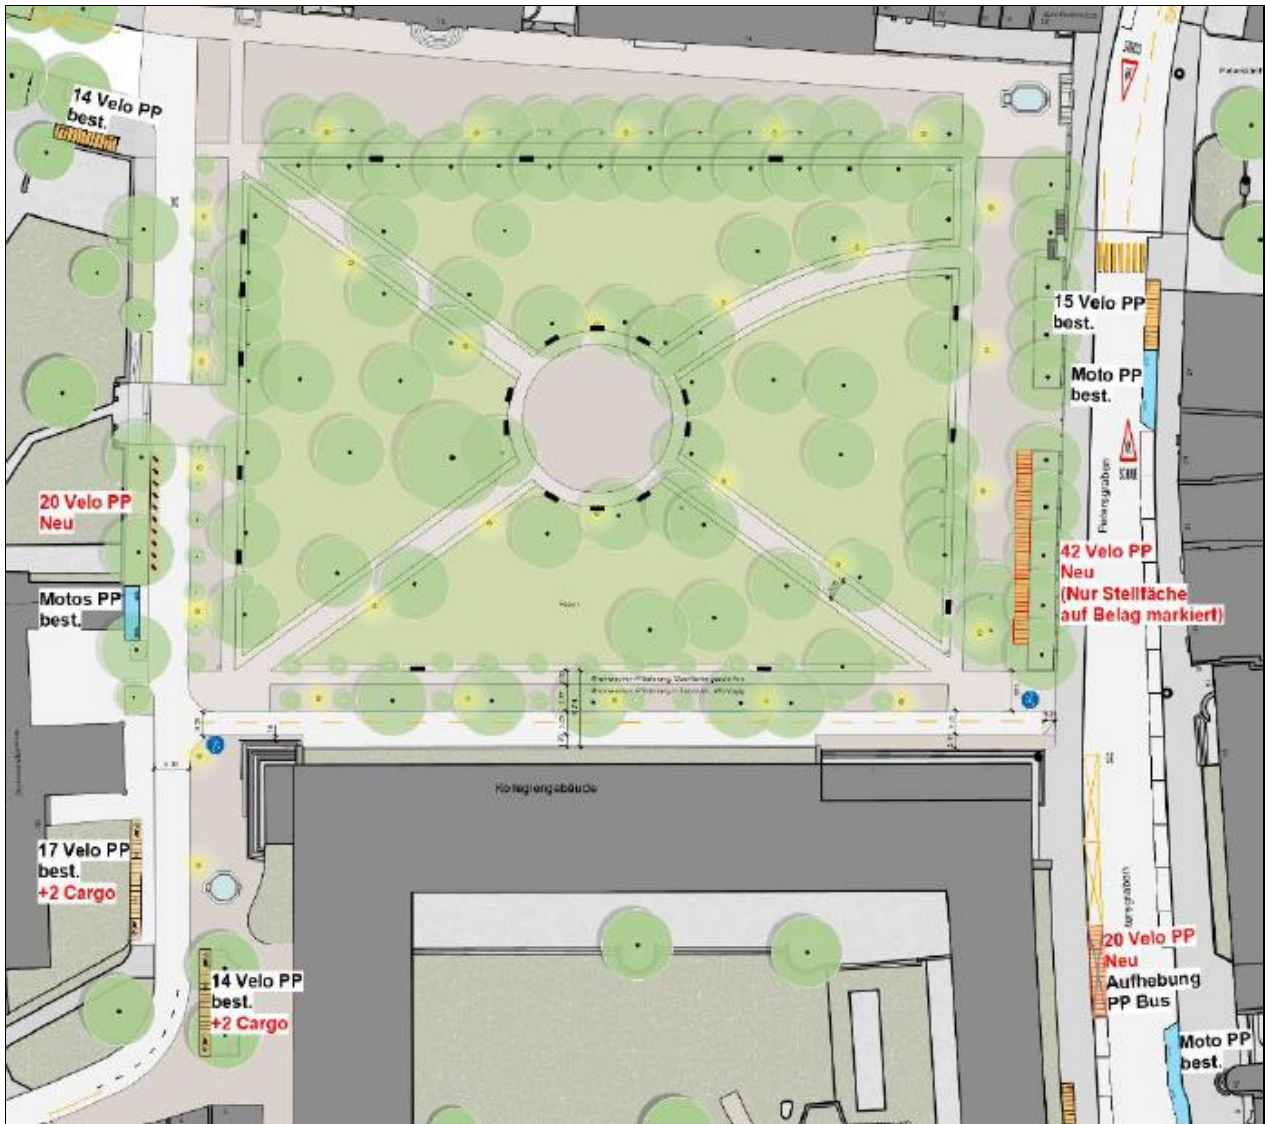 14 Velo PP
best.
15 Velo PP
best.
Moto PP
best.
Petersgraben
20 Velo PP
Neu
42 Velo PP
Neu
(Nur Stellfäche
auf Belag markiert)
Motos PP
best.
Rasen
Kollegiengebäude
17 Velo PP
best.
+2 Cargo
14 Velo PP
best.
+2 Cargo
20 Velo PP
Neu
Aufhebung
PP Bus
Moto PP
best.